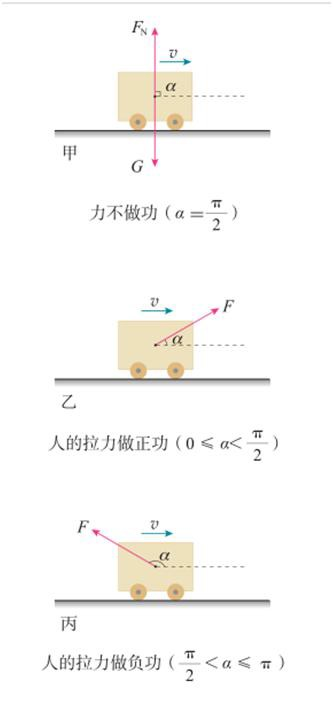 F_N
v
α
甲
G
力不做功（α = π/2）
v
F
α
乙
人的拉力做正功（0 ⩽ α< π/2）
F
v
α
丙
人的拉力做负功（π/2 < α ⩽ π）